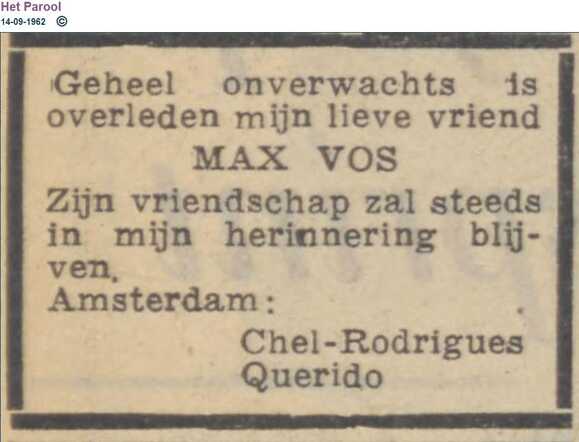 Het Parool
14-09-1962 ©
Geheel onverwachts is
overleden mijn lieve vriend
MAX VOS
Zijn vriendschap zal steeds
in mijn herinnering blij-
ven.
Amsterdam:
Chel-Rodrigues
Querido